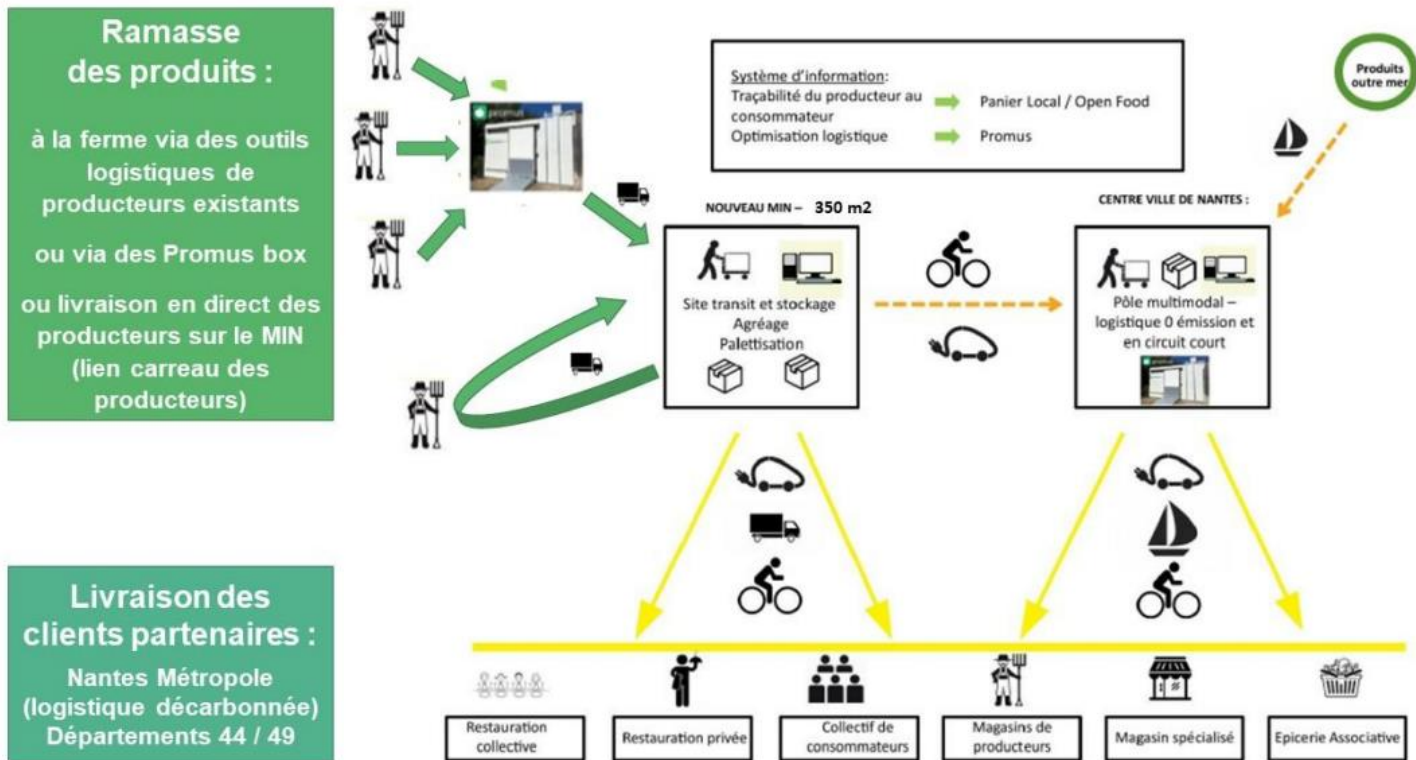 Ramasse
des produits :
à la ferme via des outils
logistiques de
producteurs existants
ou via des Promus box
ou livraison en direct des
producteurs sur le MIN
(lien carreau des
producteurs)
promus
Système d'information:
Traçabilité du producteur au
consommateur
Panier Local / Open Food
Optimisation logistique
Promus
Produits
outre mer
NOUVEAU MIN – 350 m2
Site transit et stockage
Agréage
Palettisation
CENTRE VILLE DE NANTES :
Pôle multimodal –
logistique 0 émission et
en circuit court
Livraison des
clients partenaires :
Nantes Métropole
(logistique décarbonnée)
Départements 44 / 49
Restauration
collective
Restauration privée
Collectif de
consommateurs
Magasins de
producteurs
Magasin spécialisé
Epicerie Associative